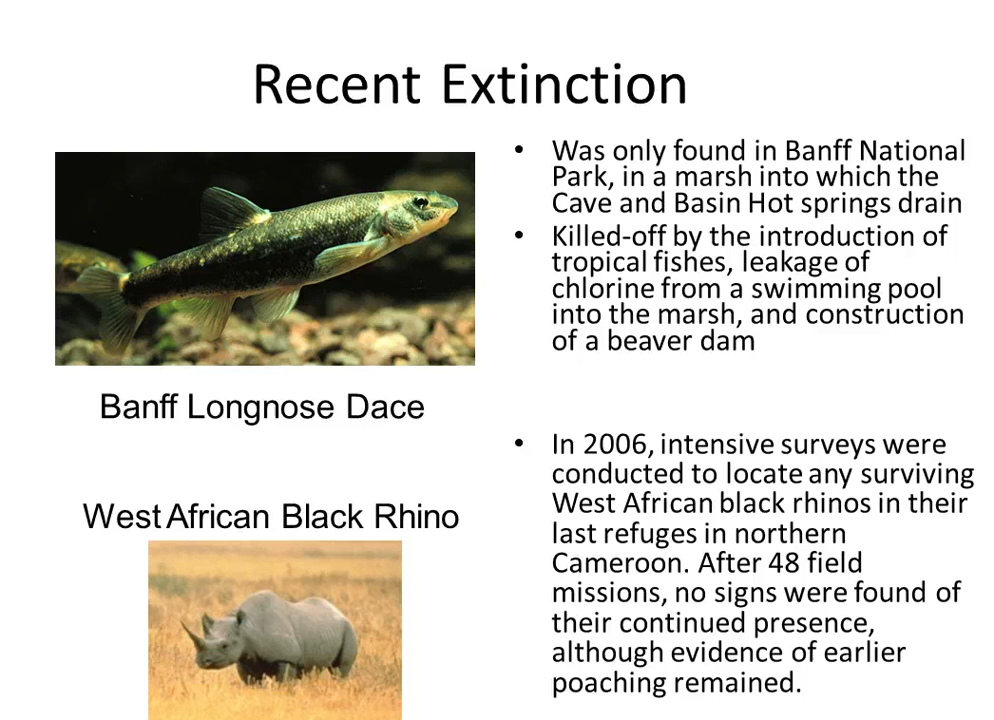 Recent Extinction
• Was only found in Banff National
Park, in a marsh into which the
Cave and Basin Hot springs drain
• Killed-off by the introduction of
tropical fishes, leakage of
chlorine from a swimming pool
into the marsh, and construction
of a beaver dam
Banff Longnose Dace
• In 2006, intensive surveys were
conducted to locate any surviving
West African black rhinos in their
last refuges in northern
Cameroon. After 48 field
missions, no signs were found of
their continued presence,
although evidence of earlier
poaching remained.
West African Black Rhino